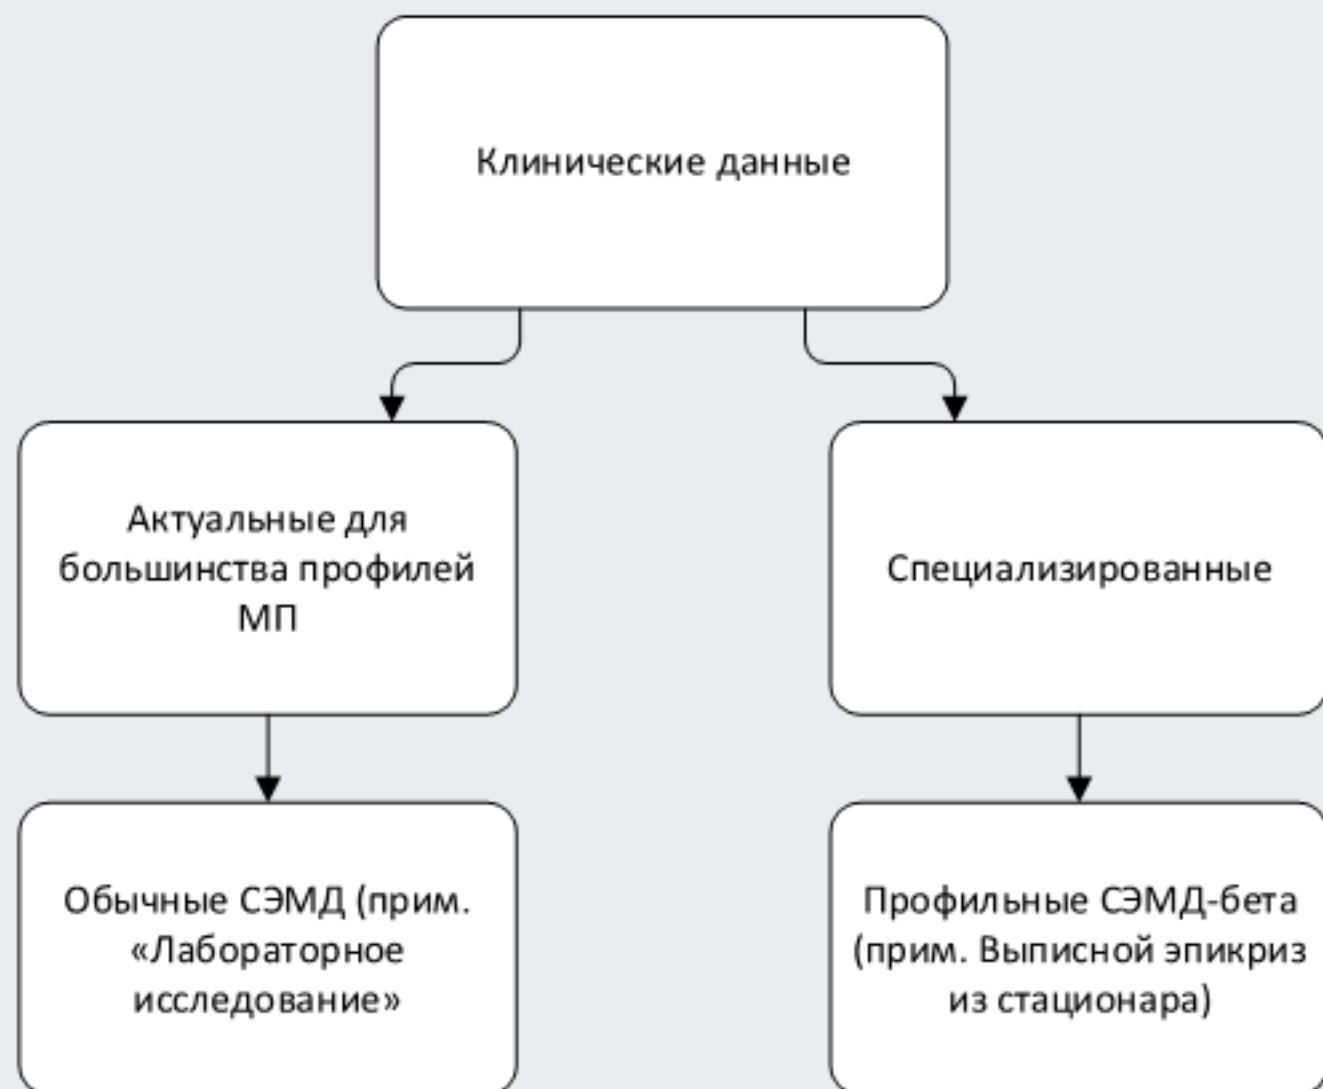 Клинические данные
Актуальные для
большинства профилей
МП
Специализированные
Обычные СЭМД (прим.
«Лабораторное
исследование»
Профильные СЭМД-бета
(прим. Выписной эпикриз
из стационара)